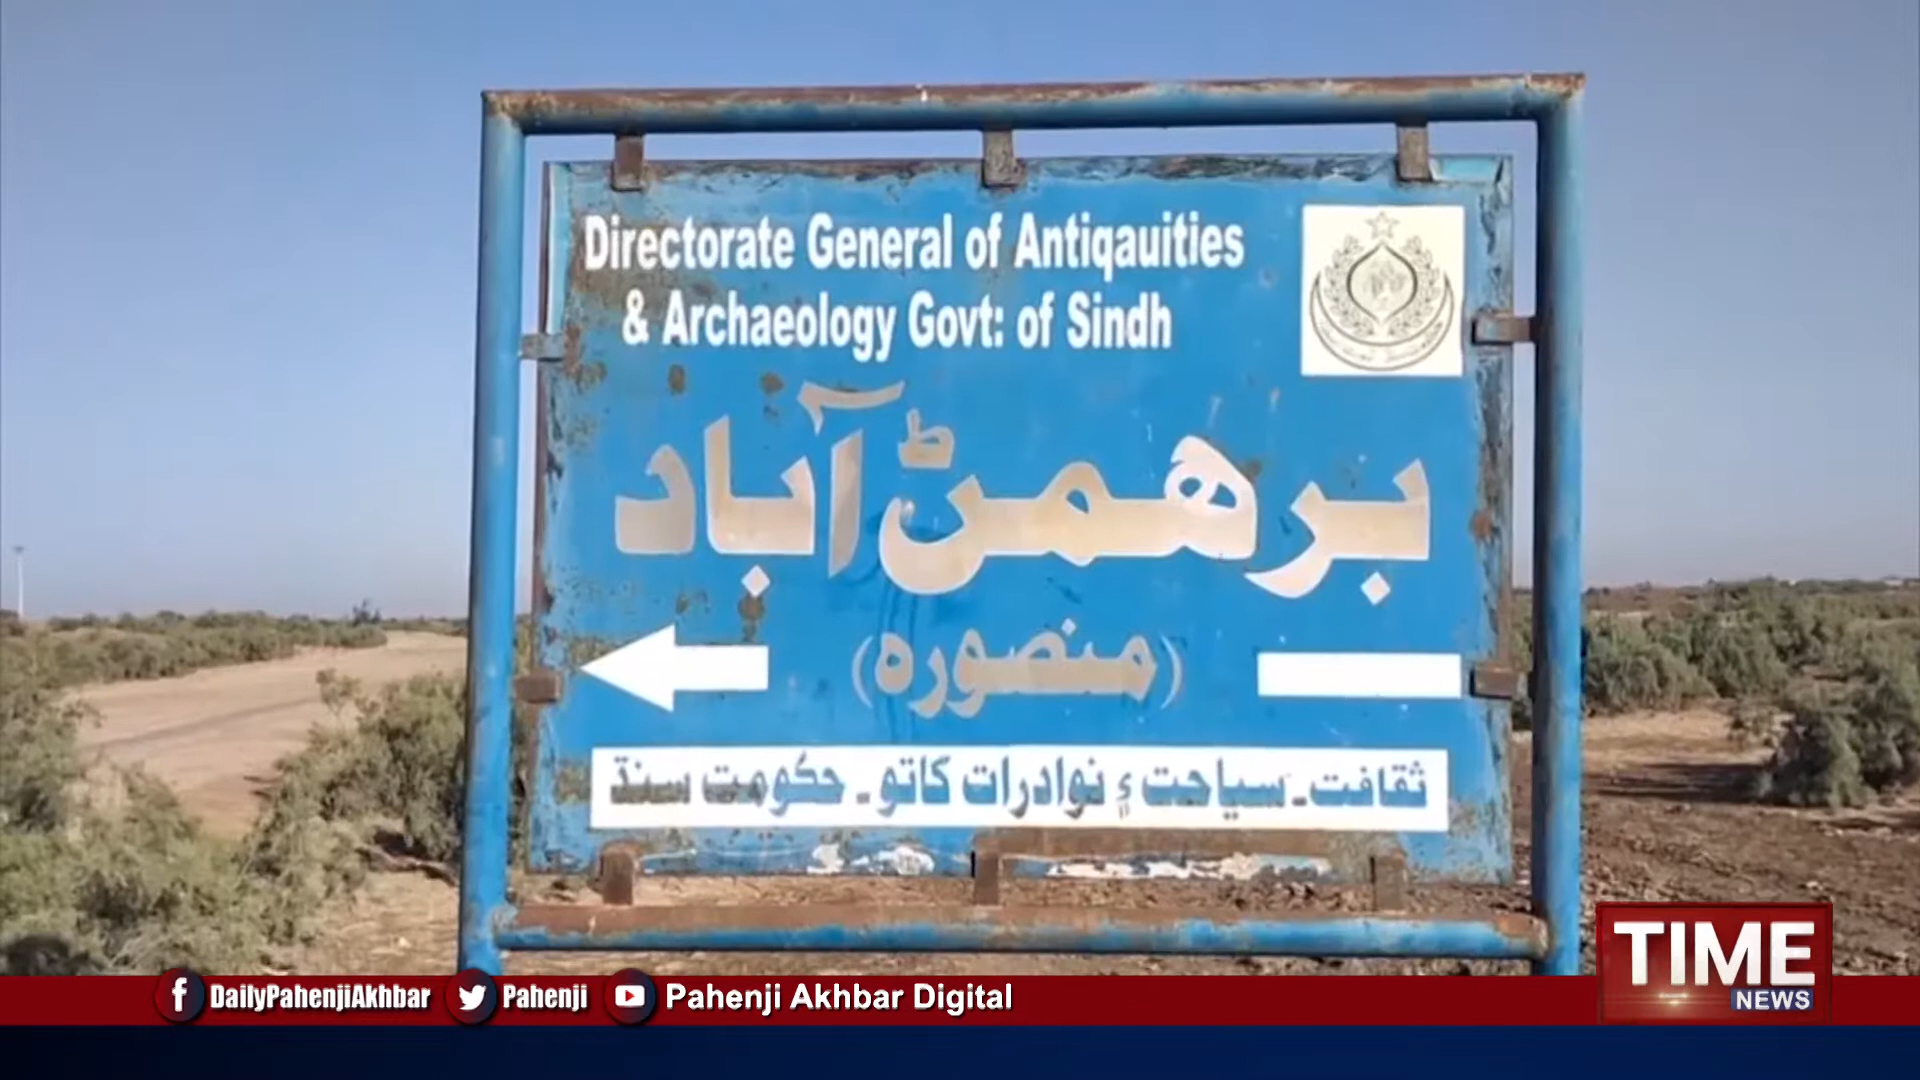 Directorate General of Antiqauities
& Archaeology Govt: of Sindh
برهمڻ آباد
(منصوره)
ثقافت۔ سياحت ۽ نوادرات کاتو۔ حڪومت سنڌ
DailyPahenjiAkhbar Pahenji Pahenji Akhbar Digital
TIME
NEWS